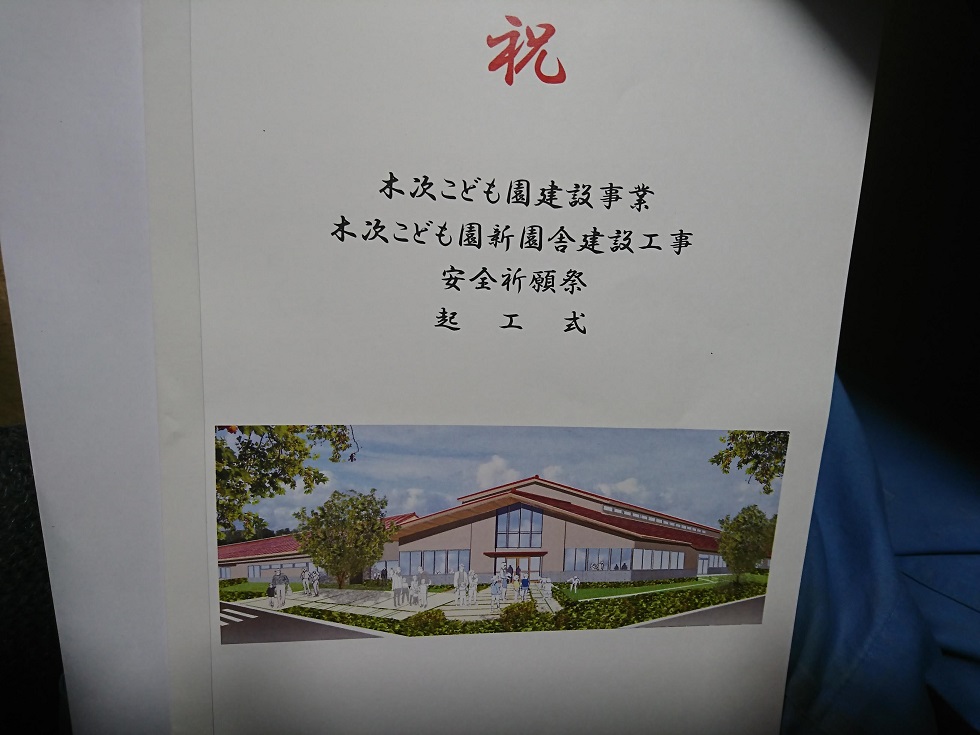 祝
木次こども園建設事業
木次こども園新園舎建設工事
安全祈願祭
起工式